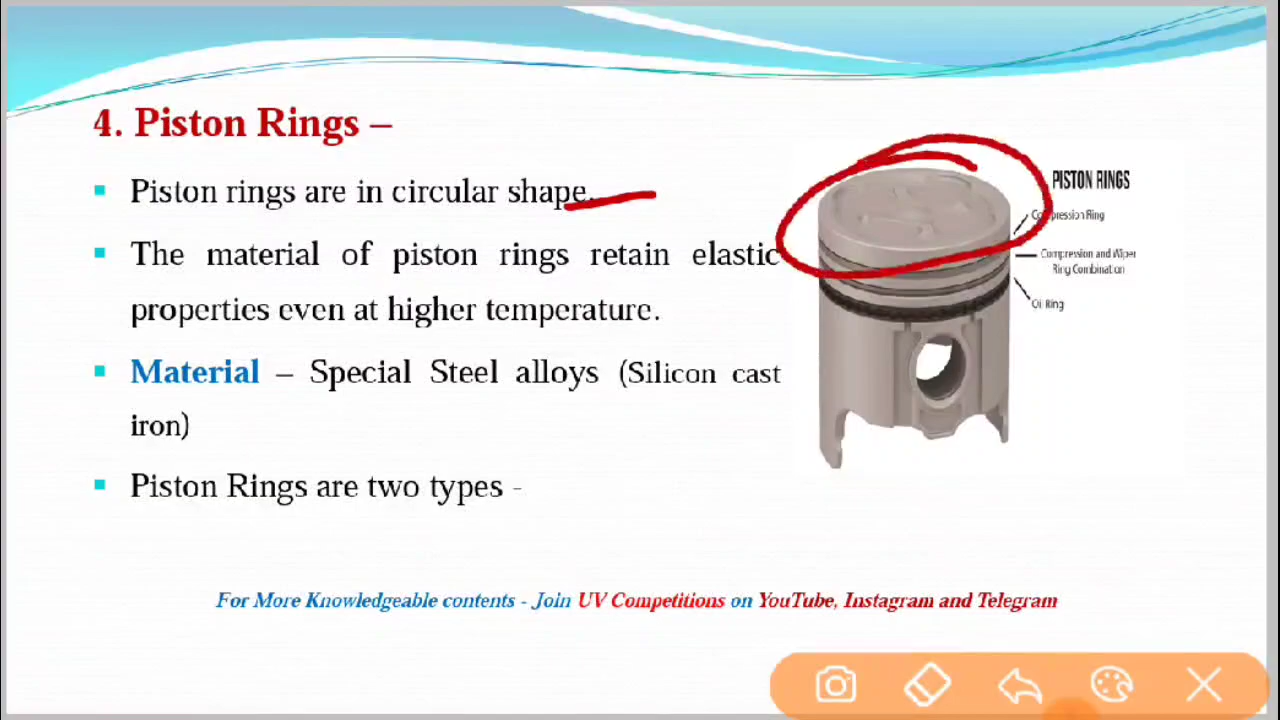 4. Piston Rings –
Piston rings are in circular shape.
The material of piston rings retain elastic
properties even at higher temperature.
Material – Special Steel alloys (Silicon cast
iron)
Piston Rings are two types -
PISTON RINGS
Compression Ring
Compression and Wiper
Ring Combination
Oil Ring
For More Knowledgeable contents - Join UV Competitions on YouTube, Instagram and Telegram